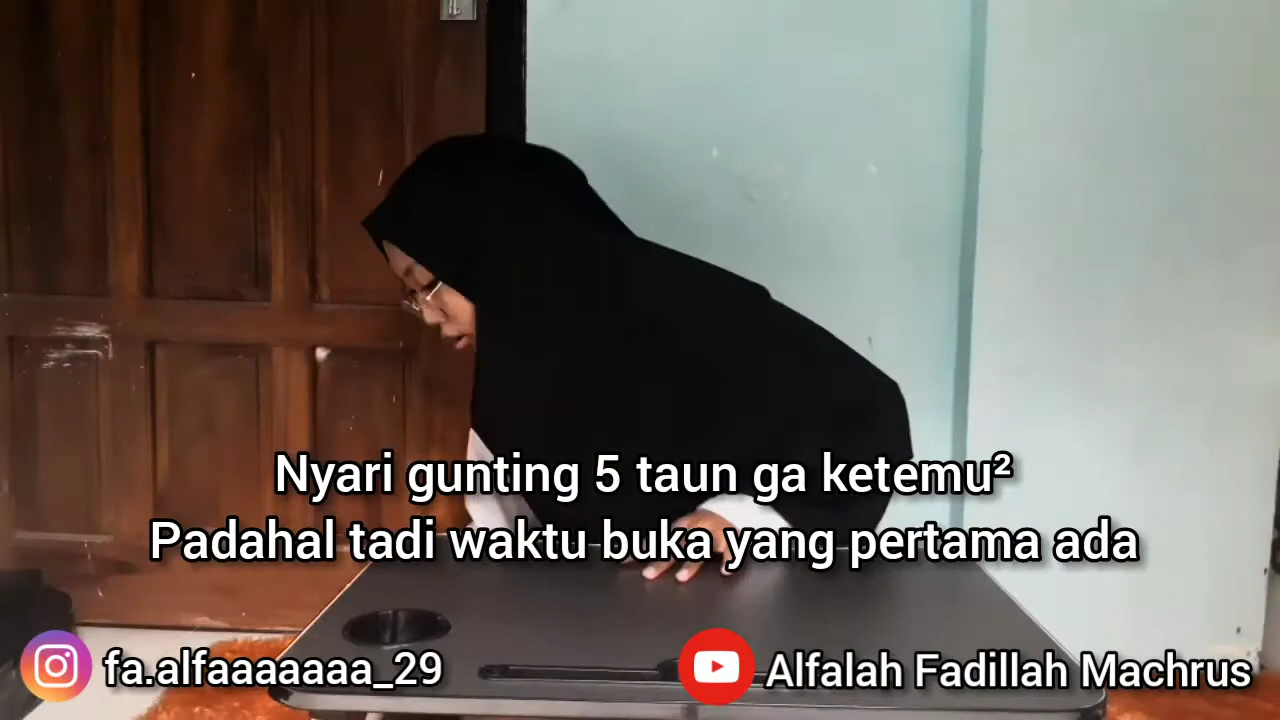 Nyari gunting 5 taun ga ketemu²
Padahal tadi waktu buka yang pertama ada
fa.alfaaaaaaa_29
Alfalah Fadillah Machrus